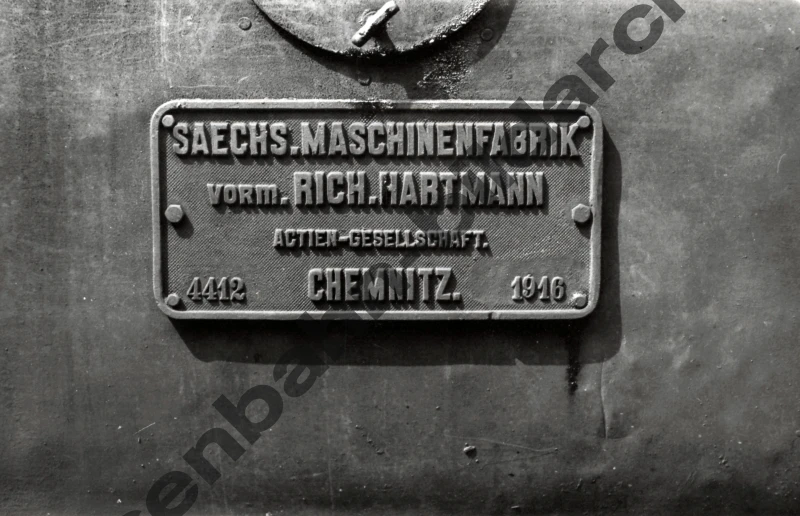 SAECHS. MASCHINENFABRIK
vorm. RICH. HARTMANN
ACTIEN-GESELLSCHAFT.
CHEMNITZ.
4412 1916